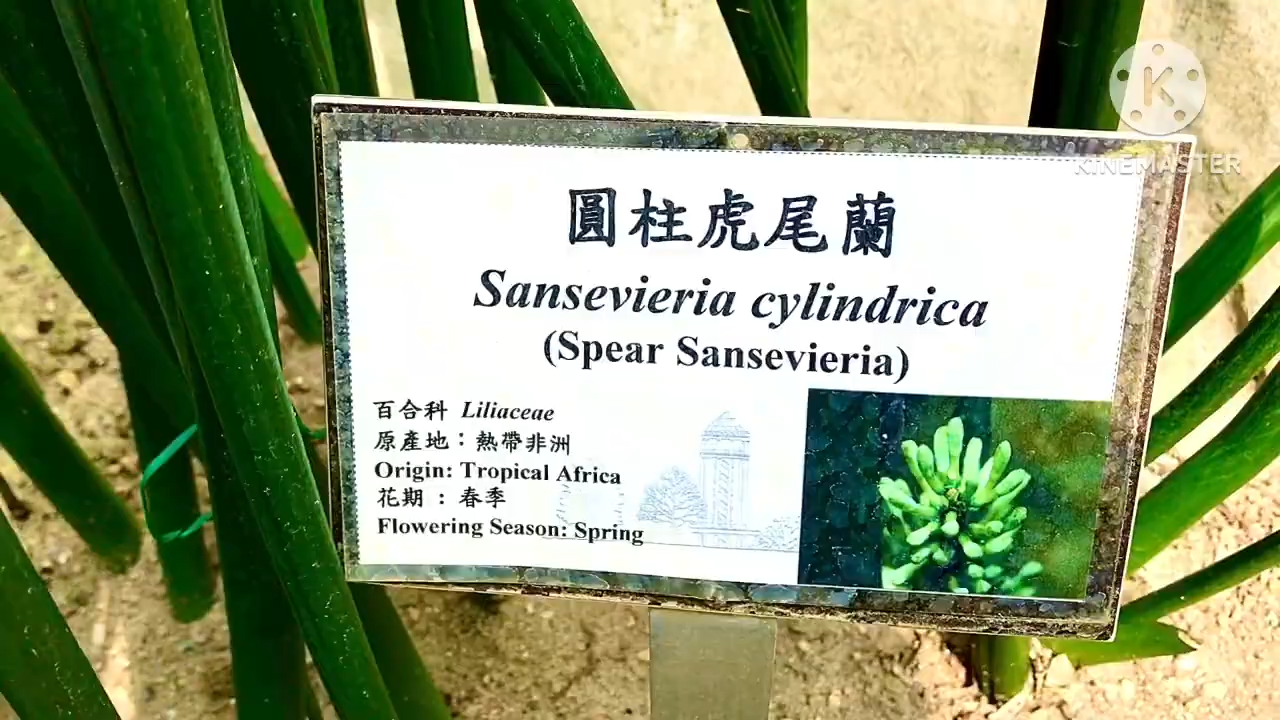 K
KINEMASTER
圓柱虎尾蘭
Sansevieria cylindrica
(Spear Sansevieria)
百合科 Liliaceae
原產地：熱帶非洲
Origin: Tropical Africa
花期 : 春季
Flowering Season: Spring